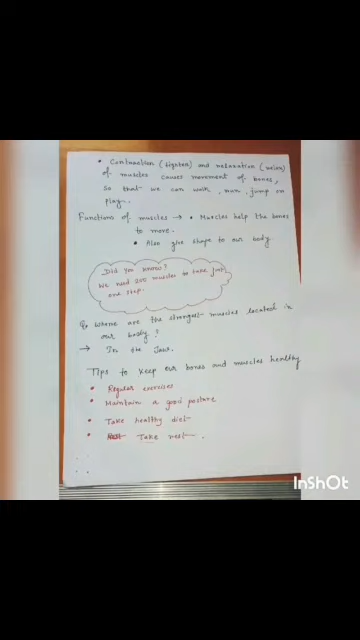 • Contraction (tighten) and relaxation (relax)
of muscles causes movement of bones,
so that we can walk, run, jump or
play.
Functions of muscles → • Muscles help the bones
to move.
• Also give shape to our body.
Did you know?
We need 200 muscles to take just
one step.
Q Where are the strongest muscles located in
our body?
→ In the Jaw.
Tips to keep our bones and muscles healthy
• Regular exercises
• Maintain a good posture
• Take healthy diet
• Take rest.
InShOt